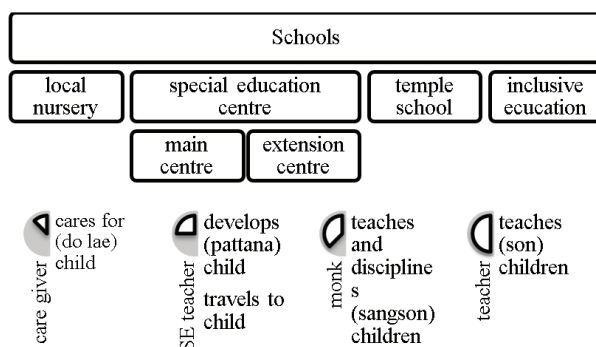 Schools
local
nursery
special education
centre
temple
school
inclusive
ecucation
main
centre
extension
centre
care giver
cares for
(do lae)
child
SE teacher
develops
(pattana)
child
travels to
child
monk
teaches
and
discipline
s
(sangson)
children
teacher
teaches
(son)
children